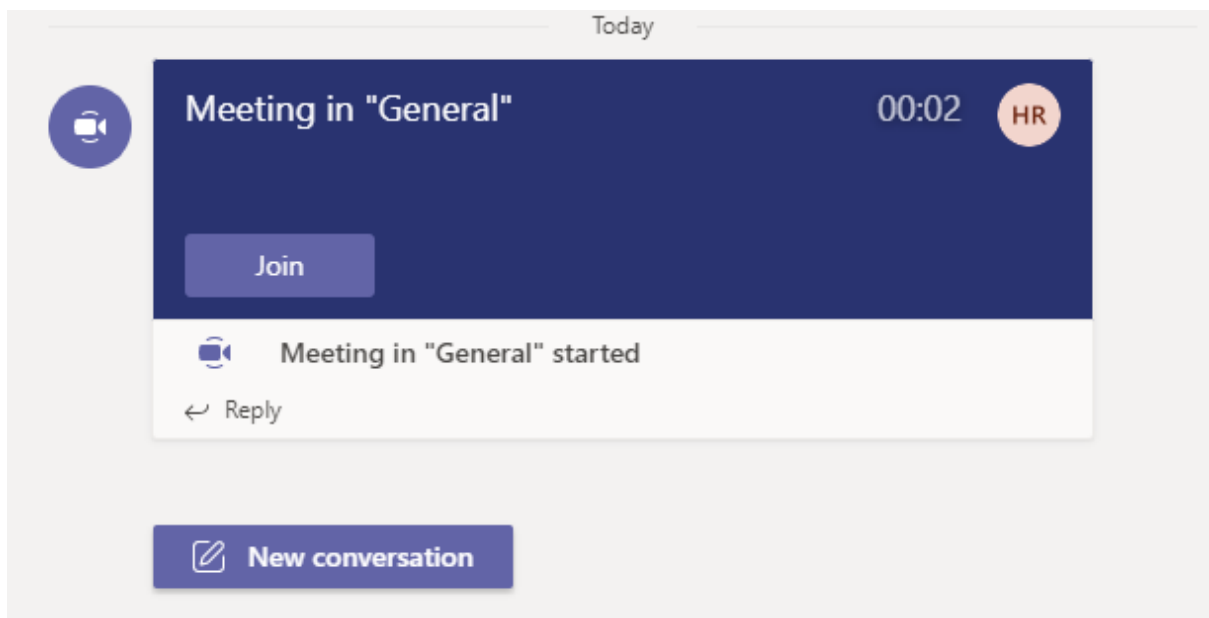 Today
Meeting in "General" 00:02 HR
Join
Meeting in "General" started
Reply
New conversation